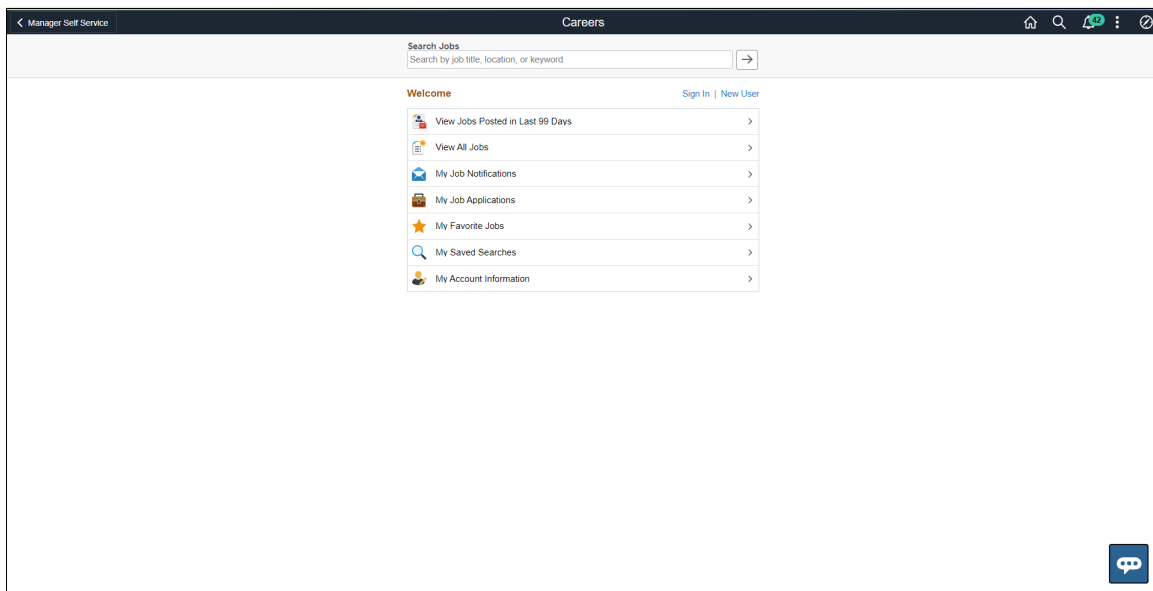 Manager Self Service
Careers
42
Search Jobs
Search by job title, location, or keyword
Welcome
Sign In | New User
View Jobs Posted in Last 99 Days
View All Jobs
My Job Notifications
My Job Applications
My Favorite Jobs
My Saved Searches
My Account Information